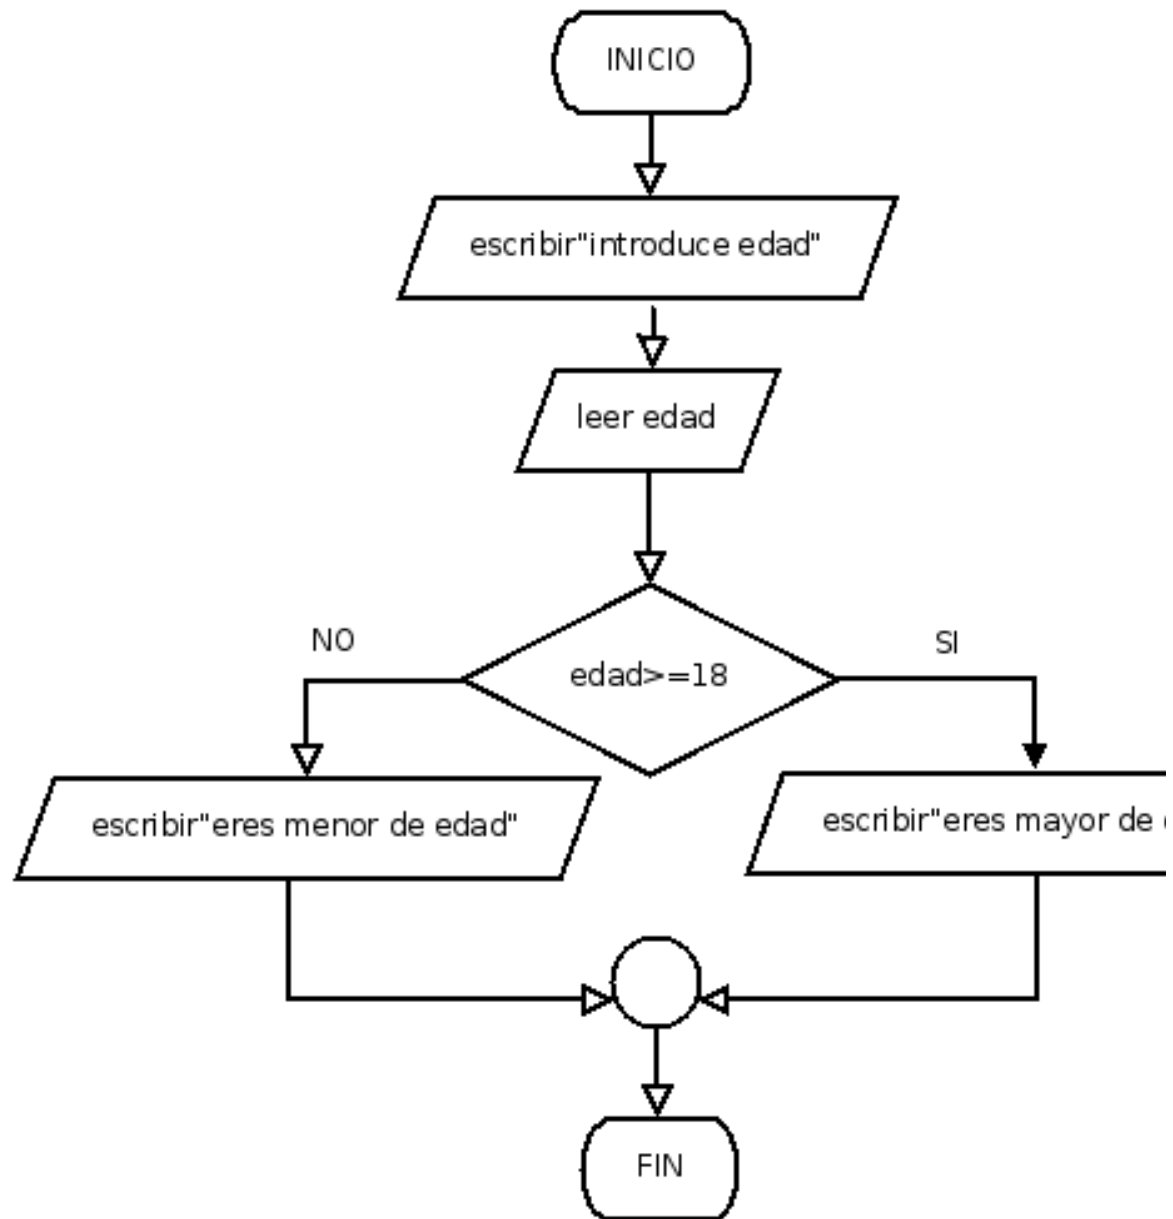 INICIO
escribir"introduce edad"
leer edad
NO
SI
edad>=18
escribir"eres menor de edad"
escribir"eres mayor de
FIN